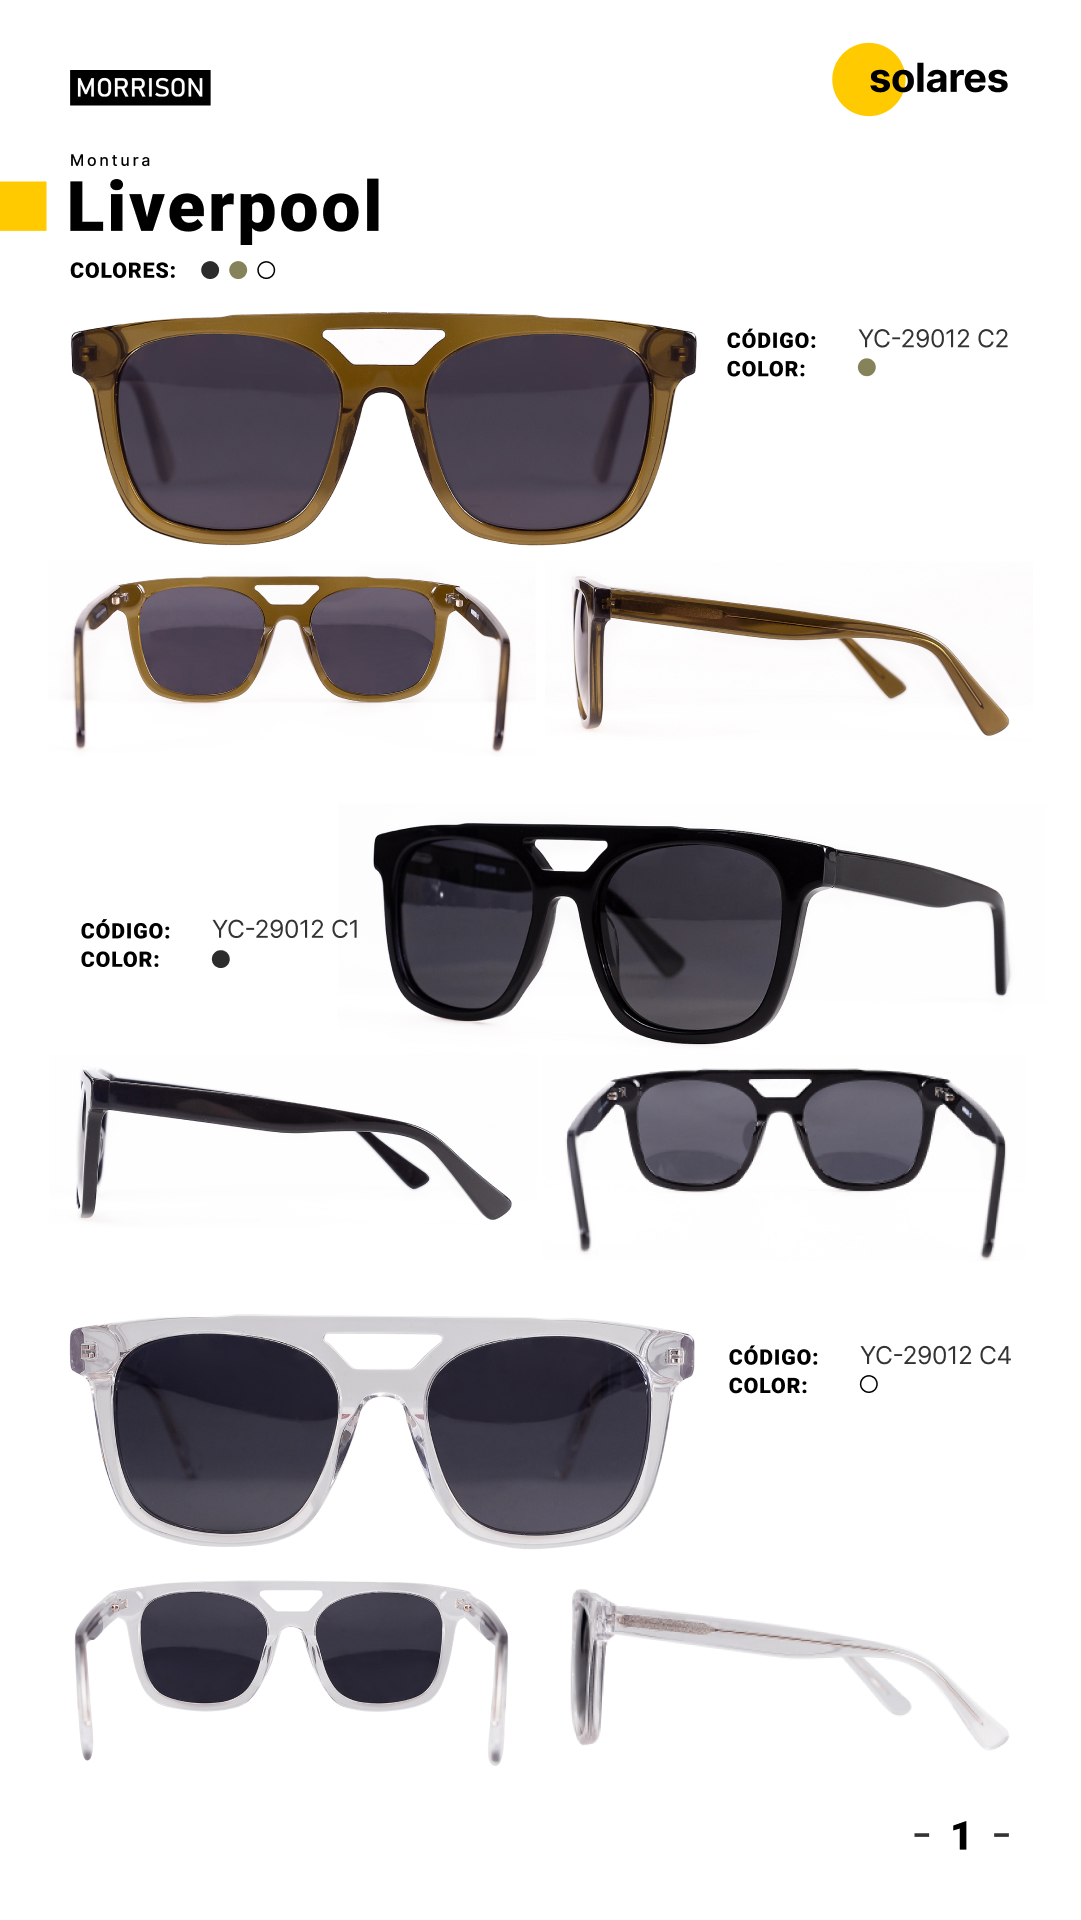 MORRISON
solares
Montura
Liverpool
COLORES:
CÓDIGO: YC-29012 C2
COLOR:
CÓDIGO: YC-29012 C1
COLOR:
CÓDIGO: YC-29012 C4
COLOR:
- 1 -